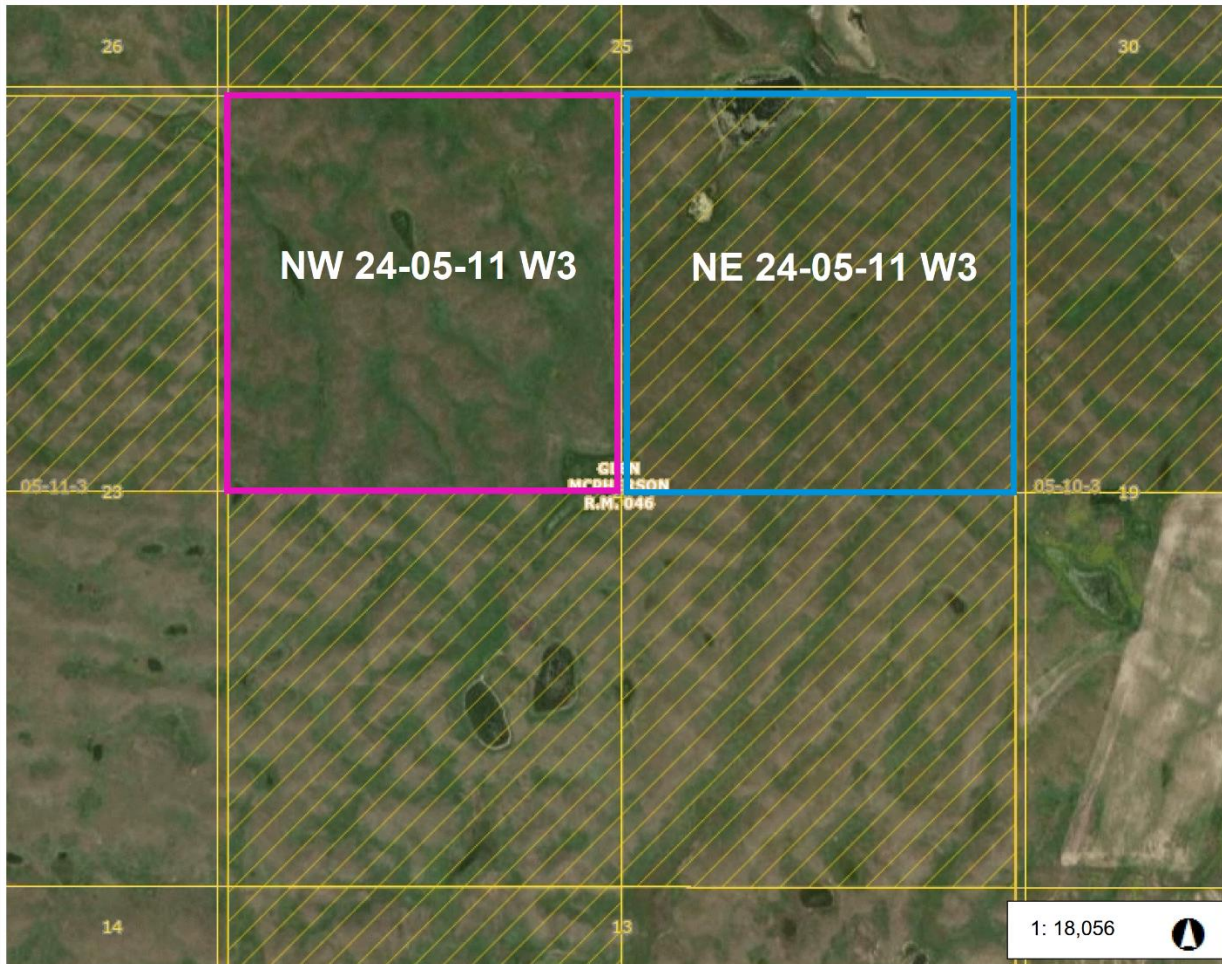 26
25
30
NW 24-05-11 W3
NE 24-05-11 W3
05-11-3 23
GLEN
MCPHERSON
R.M. 046
05-10-3 19
14
13
1: 18,056